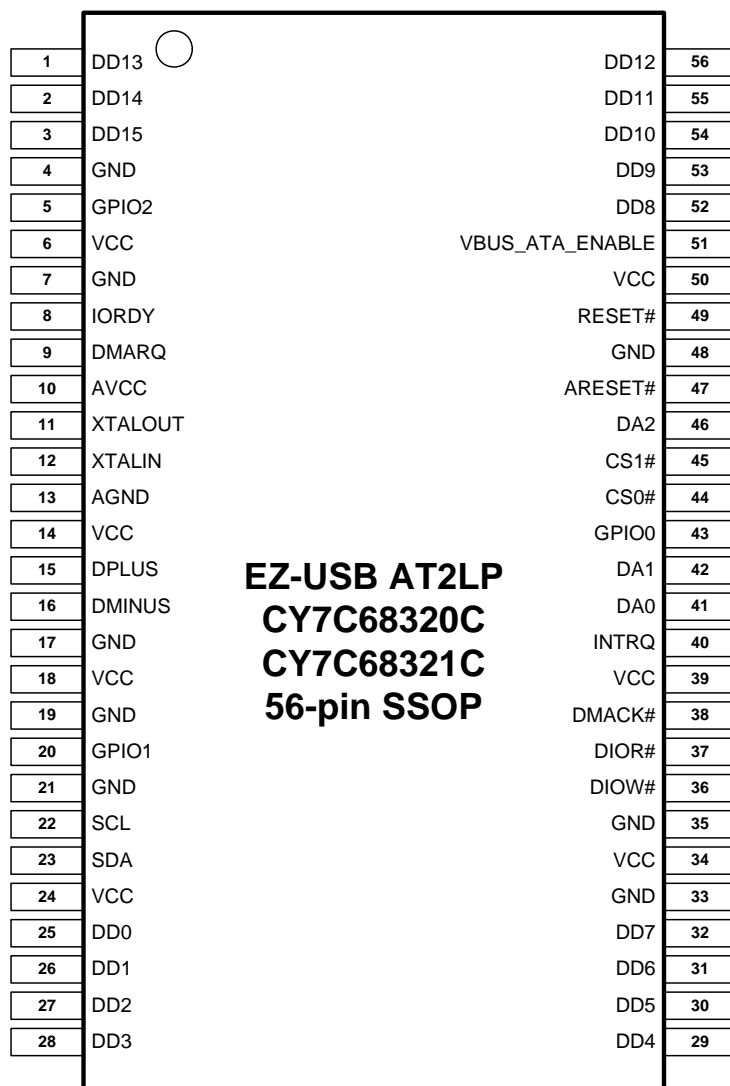 1 DD13 DD12 56
2 DD14 DD11 55
3 DD15 DD10 54
4 GND DD9 53
5 GPIO2 DD8 52
6 VCC VBUS_ATA_ENABLE 51
7 GND VCC 50
8 IORDY RESET# 49
9 DMARQ GND 48
10 AVCC ARESET# 47
11 XTALOUT DA2 46
12 XTALIN CS1# 45
13 AGND CS0# 44
14 VCC GPIO0 43
15 DPLUS DA1 42
16 DMINUS DA0 41
17 GND INTRQ 40
18 VCC VCC 39
19 GND DMACK# 38
20 GPIO1 DIOR# 37
21 GND DIOW# 36
22 SCL GND 35
23 SDA VCC 34
24 VCC GND 33
25 DD0 DD7 32
26 DD1 DD6 31
27 DD2 DD5 30
28 DD3 DD4 29
EZ-USB AT2LP
CY7C68320C
CY7C68321C
56-pin SSOP